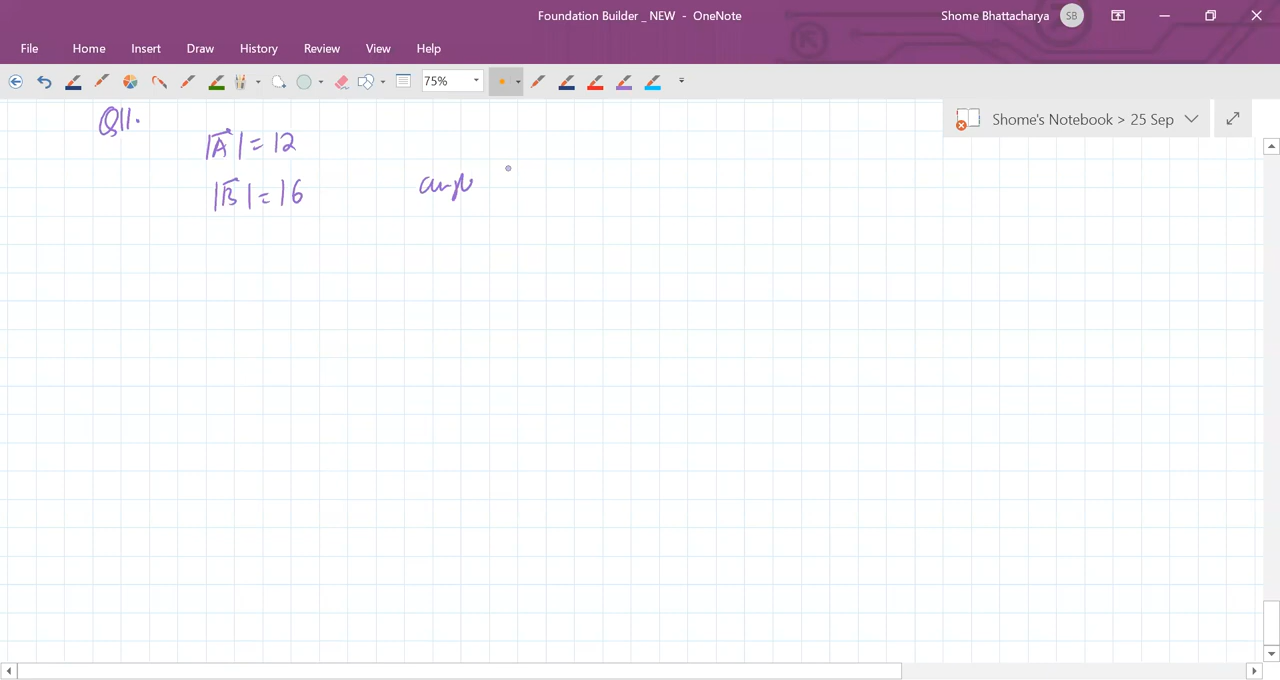 Foundation Builder _ NEW - OneNote
Shome Bhattacharya SB
File Home Insert Draw History Review View Help
75%
Shome's Notebook > 25 Sep
Q11.
|A⃗| = 12
|B⃗| = 16
angle